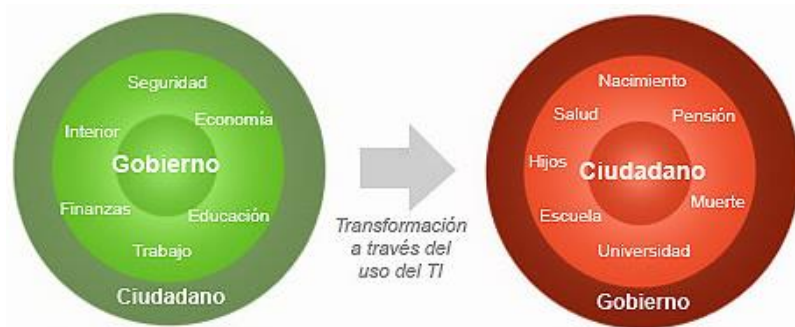 Seguridad
Economía
Interior
Gobierno
Finanzas
Educación
Trabajo
Ciudadano
Transformación
a través del
uso del TI
Nacimiento
Salud
Pensión
Hijos
Ciudadano
Muerte
Escuela
Universidad
Gobierno